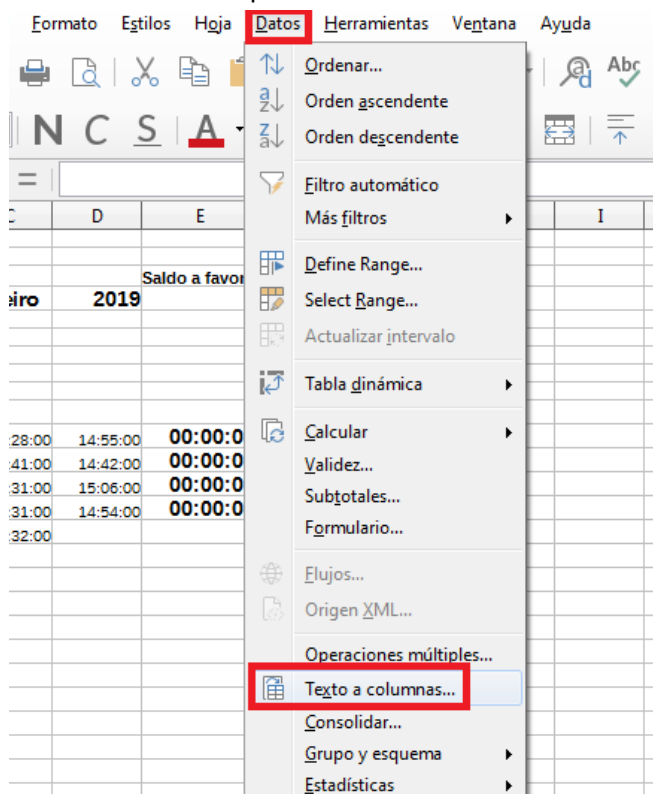 Formato Estilos Hoja Datos Herramientas Ventana Ayuda
Abc
N C S A
=
D E I
Saldo a favor
eiro 2019
:28:00 14:55:00 00:00:0
:41:00 14:42:00 00:00:0
:31:00 15:06:00 00:00:0
:31:00 14:54:00 00:00:0
:32:00
Ordenar...
Orden ascendente
Orden descendente
Filtro automático
Más filtros
Define Range...
Select Range...
Actualizar intervalo
Tabla dinámica
Calcular
Validez...
Subtotales...
Formulario...
Flujos...
Origen XML...
Operaciones múltiples...
Texto a columnas...
Consolidar...
Grupo y esquema
Estadísticas